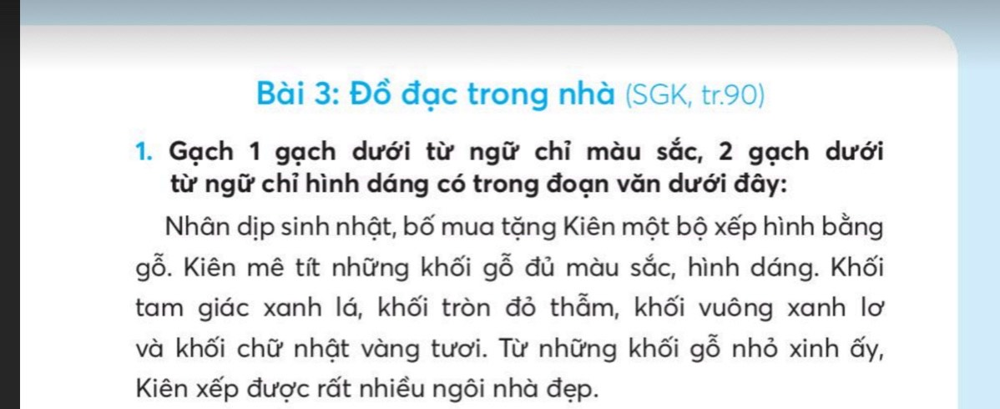 Bài 3: Đồ đạc trong nhà (SGK, tr.90)
1. Gạch 1 gạch dưới từ ngữ chỉ màu sắc, 2 gạch dưới
từ ngữ chỉ hình dáng có trong đoạn văn dưới đây:
Nhân dịp sinh nhật, bố mua tặng Kiên một bộ xếp hình bằng
gỗ. Kiên mê tít những khối gỗ đủ màu sắc, hình dáng. Khối
tam giác xanh lá, khối tròn đỏ thẫm, khối vuông xanh lơ
và khối chữ nhật vàng tươi. Từ những khối gỗ nhỏ xinh ấy,
Kiên xếp được rất nhiều ngôi nhà đẹp.